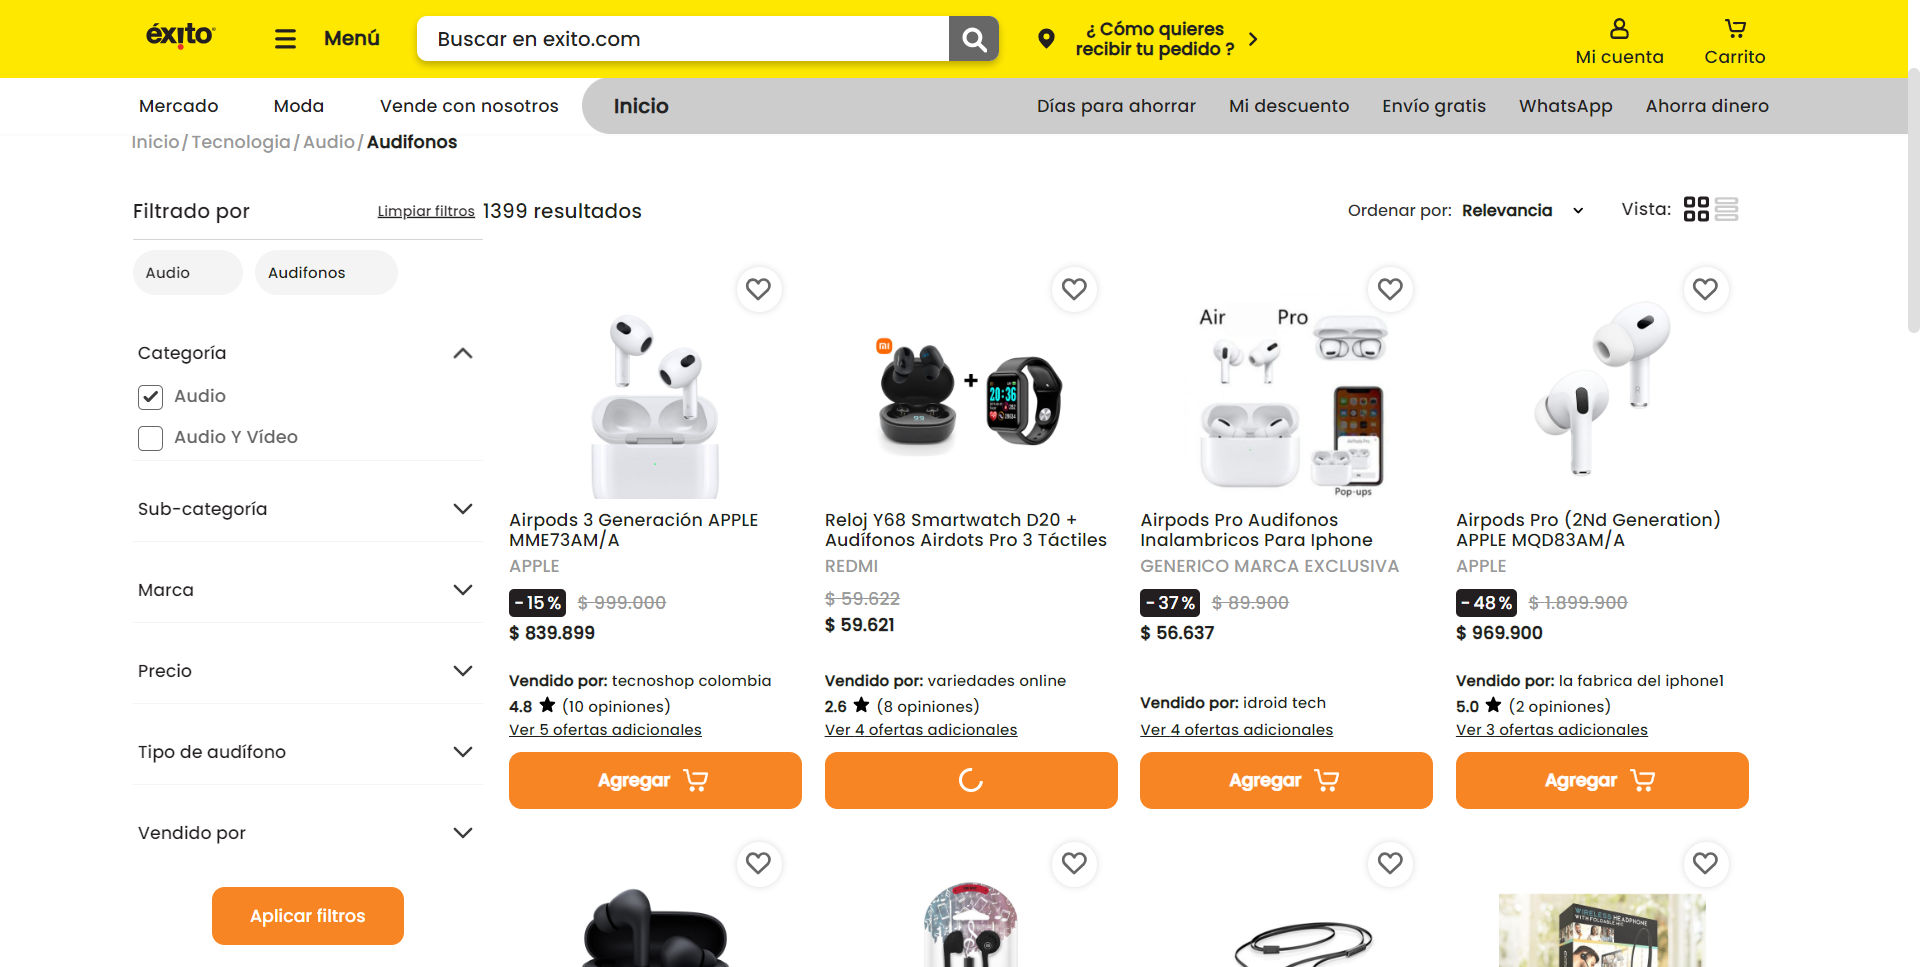 éxito
Menú
Buscar en exito.com
¿ Cómo quieres
recibir tu pedido ?
Mi cuenta
Carrito
Mercado
Moda
Vende con nosotros
Inicio
Días para ahorrar
Mi descuento
Envío gratis
WhatsApp
Ahorra dinero
Inicio/Tecnologia/Audio/Audifonos
Filtrado por
Limpiar filtros
1399 resultados
Ordenar por: Relevancia
Vista:
Audio
Audifonos
Categoría
Audio
Audio Y Vídeo
Sub-categoría
Marca
Precio
Tipo de audífono
Vendido por
Aplicar filtros
Airpods 3 Generación APPLE
MME73AM/A
APPLE
-15% $ 999.000
$ 839.899
Vendido por: tecnoshop colombia
4.8 ★ (10 opiniones)
Ver 5 ofertas adicionales
Agregar
mi
+
20:36
Reloj Y68 Smartwatch D20 +
Audífonos Airdots Pro 3 Táctiles
REDMI
$ 59.622
$ 59.621
Vendido por: variedades online
2.6 ★ (8 opiniones)
Ver 4 ofertas adicionales
Air Pro
Pop-ups
Airpods Pro Audifonos
Inalambricos Para Iphone
GENERICO MARCA EXCLUSIVA
-37% $ 89.900
$ 56.637
Vendido por: idroid tech
Ver 4 ofertas adicionales
Agregar
Airpods Pro (2Nd Generation)
APPLE MQD83AM/A
APPLE
-48% $ 1.899.900
$ 969.900
Vendido por: la fabrica del iphone1
5.0 ★ (2 opiniones)
Ver 3 ofertas adicionales
Agregar
WIRELESS HEADPHONE